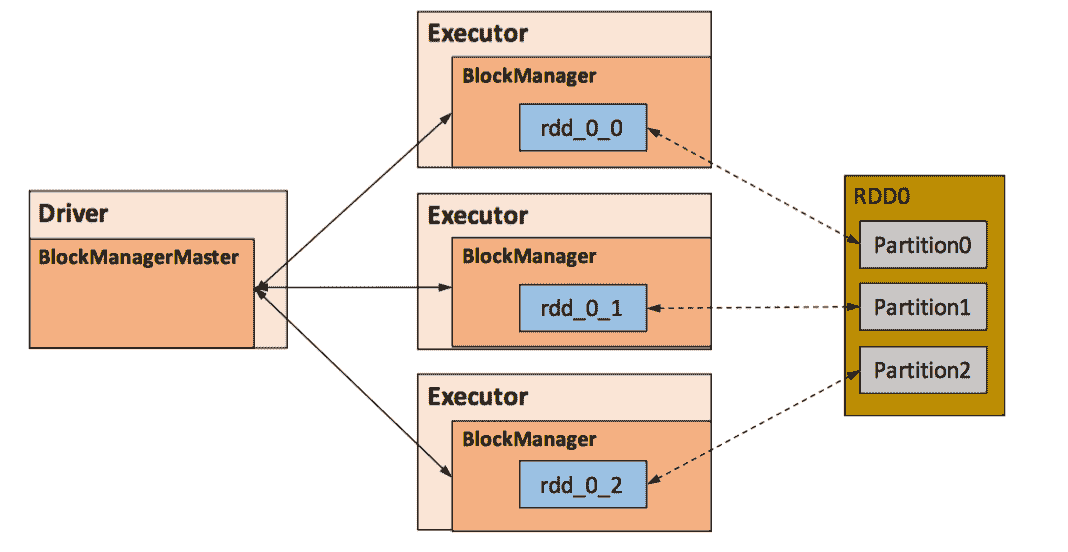 Driver
BlockManagerMaster
Executor
BlockManager
rdd_0_0
Executor
BlockManager
rdd_0_1
Executor
BlockManager
rdd_0_2
RDD0
Partition0
Partition1
Partition2